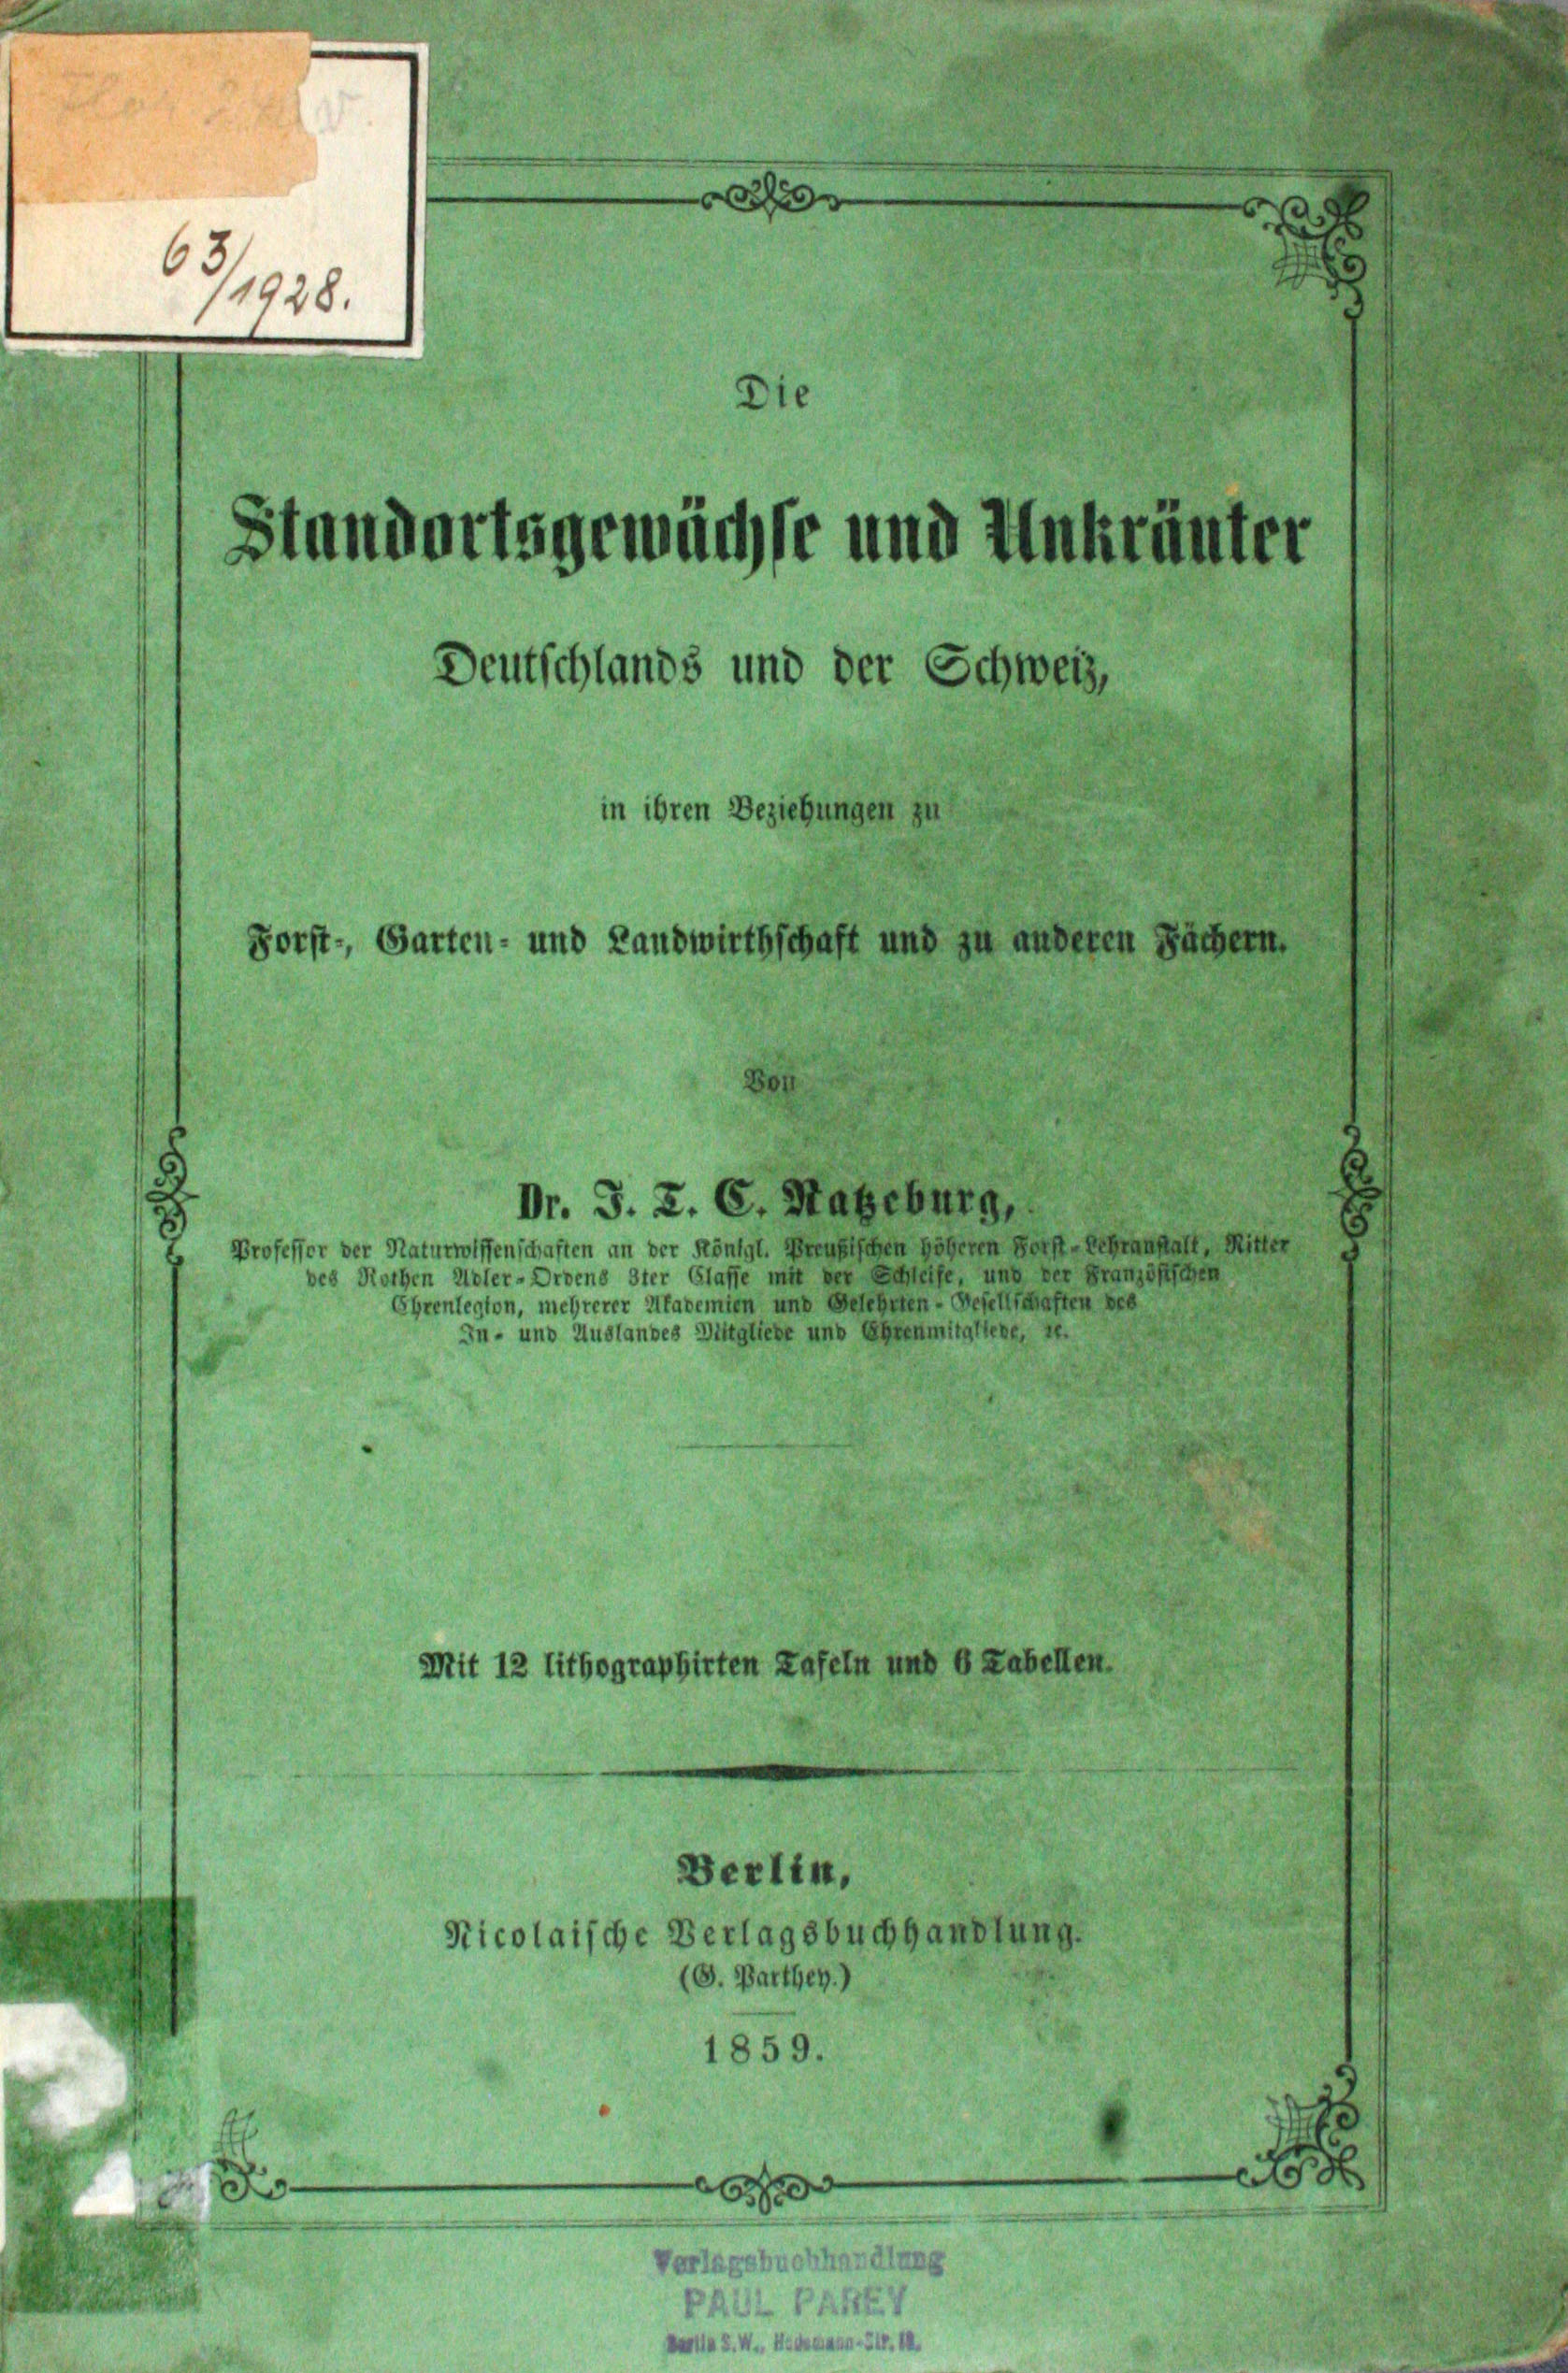 63/1928.
Die
Standortsgewächse und Unkräuter
Deutschlands und der Schweiz,
in ihren Beziehungen zu
Forst-, Garten- und Landwirthschaft und zu anderen Fächern.
Von
Dr. J. T. C. Ratzeburg,
Professor der Naturwissenschaften an der Königl. Preußischen höheren Forst-Lehranstalt, Ritter
des Rothen Adler-Ordens 3ter Classe mit der Schleife, und der Französischen
Ehrenlegion, mehrerer Akademien und Gelehrten-Gesellschaften des
In- und Auslandes Mitgliede und Ehrenmitgliede, ꝛc.
Mit 12 lithographirten Tafeln und 6 Tabellen.
Berlin,
Nicolaische Verlagsbuchhandlung.
(G. Parthey.)
1859.
Verlagsbuchhandlung
PAUL PAREY
Berlin S.W.,